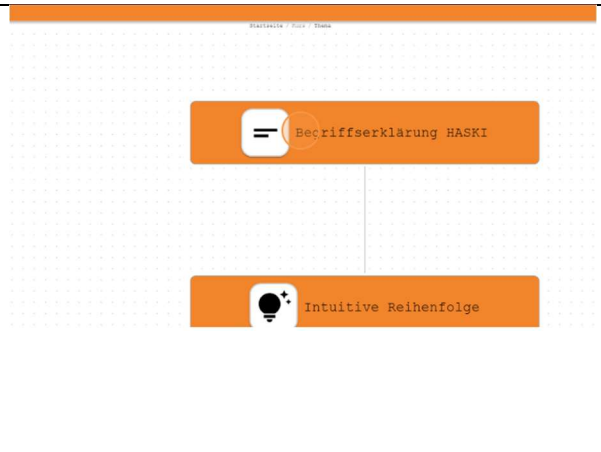 Startseite / Kurs / Thema
Begriffserklärung HASKI
Intuitive Reihenfolge